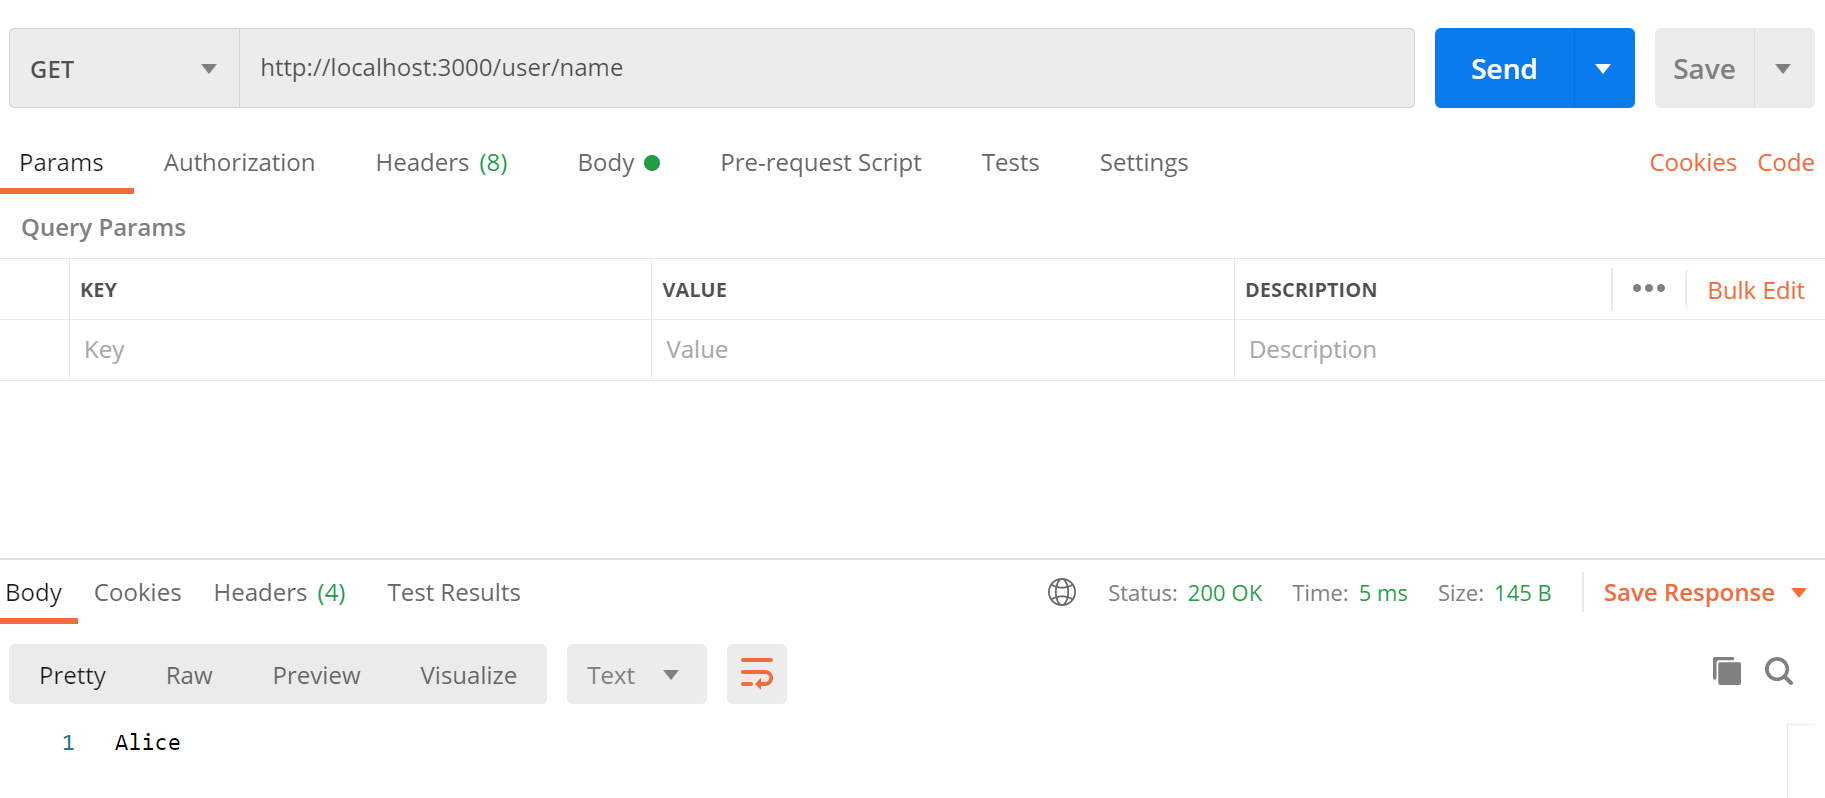 GET http://localhost:3000/user/name Send Save
Params Authorization Headers (8) Body Pre-request Script Tests Settings Cookies Code
Query Params
KEY VALUE DESCRIPTION ••• Bulk Edit
Key Value Description
Body Cookies Headers (4) Test Results Status: 200 OK Time: 5 ms Size: 145 B Save Response
Pretty Raw Preview Visualize Text
1 Alice